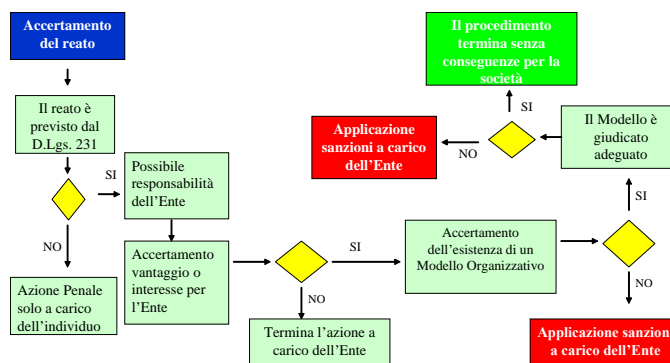 Accertamento
del reato
Il reato è
previsto dal
D.Lgs. 231
SI
NO
Azione Penale
solo a carico
dell'individuo
Possibile
responsabilità
dell'Ente
Accertamento
vantaggio o
interesse per
l'Ente
SI
NO
Termina l'azione a
carico dell'Ente
Accertamento
dell'esistenza di un
Modello Organizzativo
SI
NO
Applicazione sanzioni
a carico dell'Ente
Il Modello è
giudicato
adeguato
SI
NO
Applicazione
sanzioni a carico
dell'Ente
Il procedimento
termina senza
conseguenze per la
società